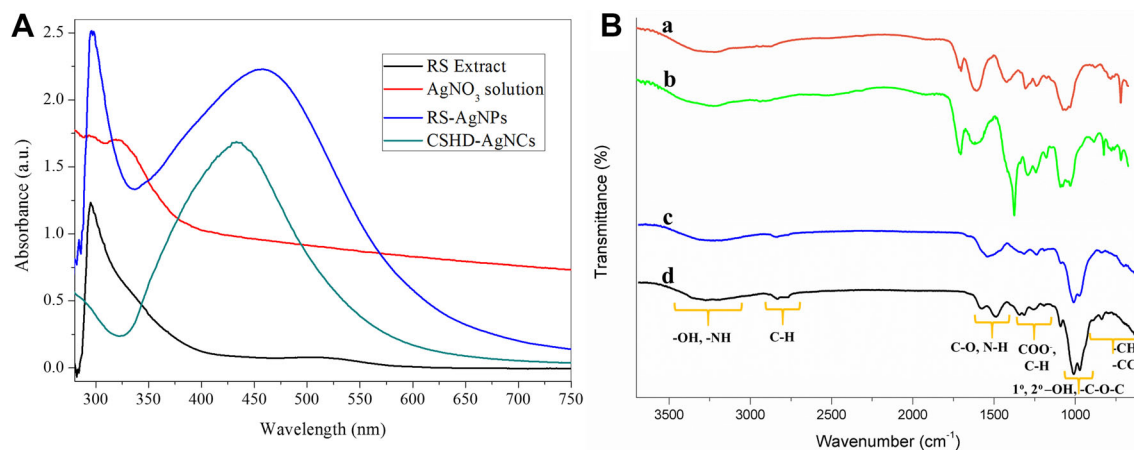 A
2.5
2.0
1.5
1.0
0.5
0.0
Absorbance (a.u.)
RS Extract
AgNO3 solution
RS-AgNPs
CSHD-AgNCs
300 350 400 450 500 550 600 650 700 750
Wavelength (nm)
B
a
b
c
d
Transmittance (%)
-OH, -NH
C-H
C-O, N-H
COO-,
C-H
-CH
-CC
1º, 2º–OH, -C-O-C
3500 3000 2500 2000 1500 1000
Wavenumber (cm-1)